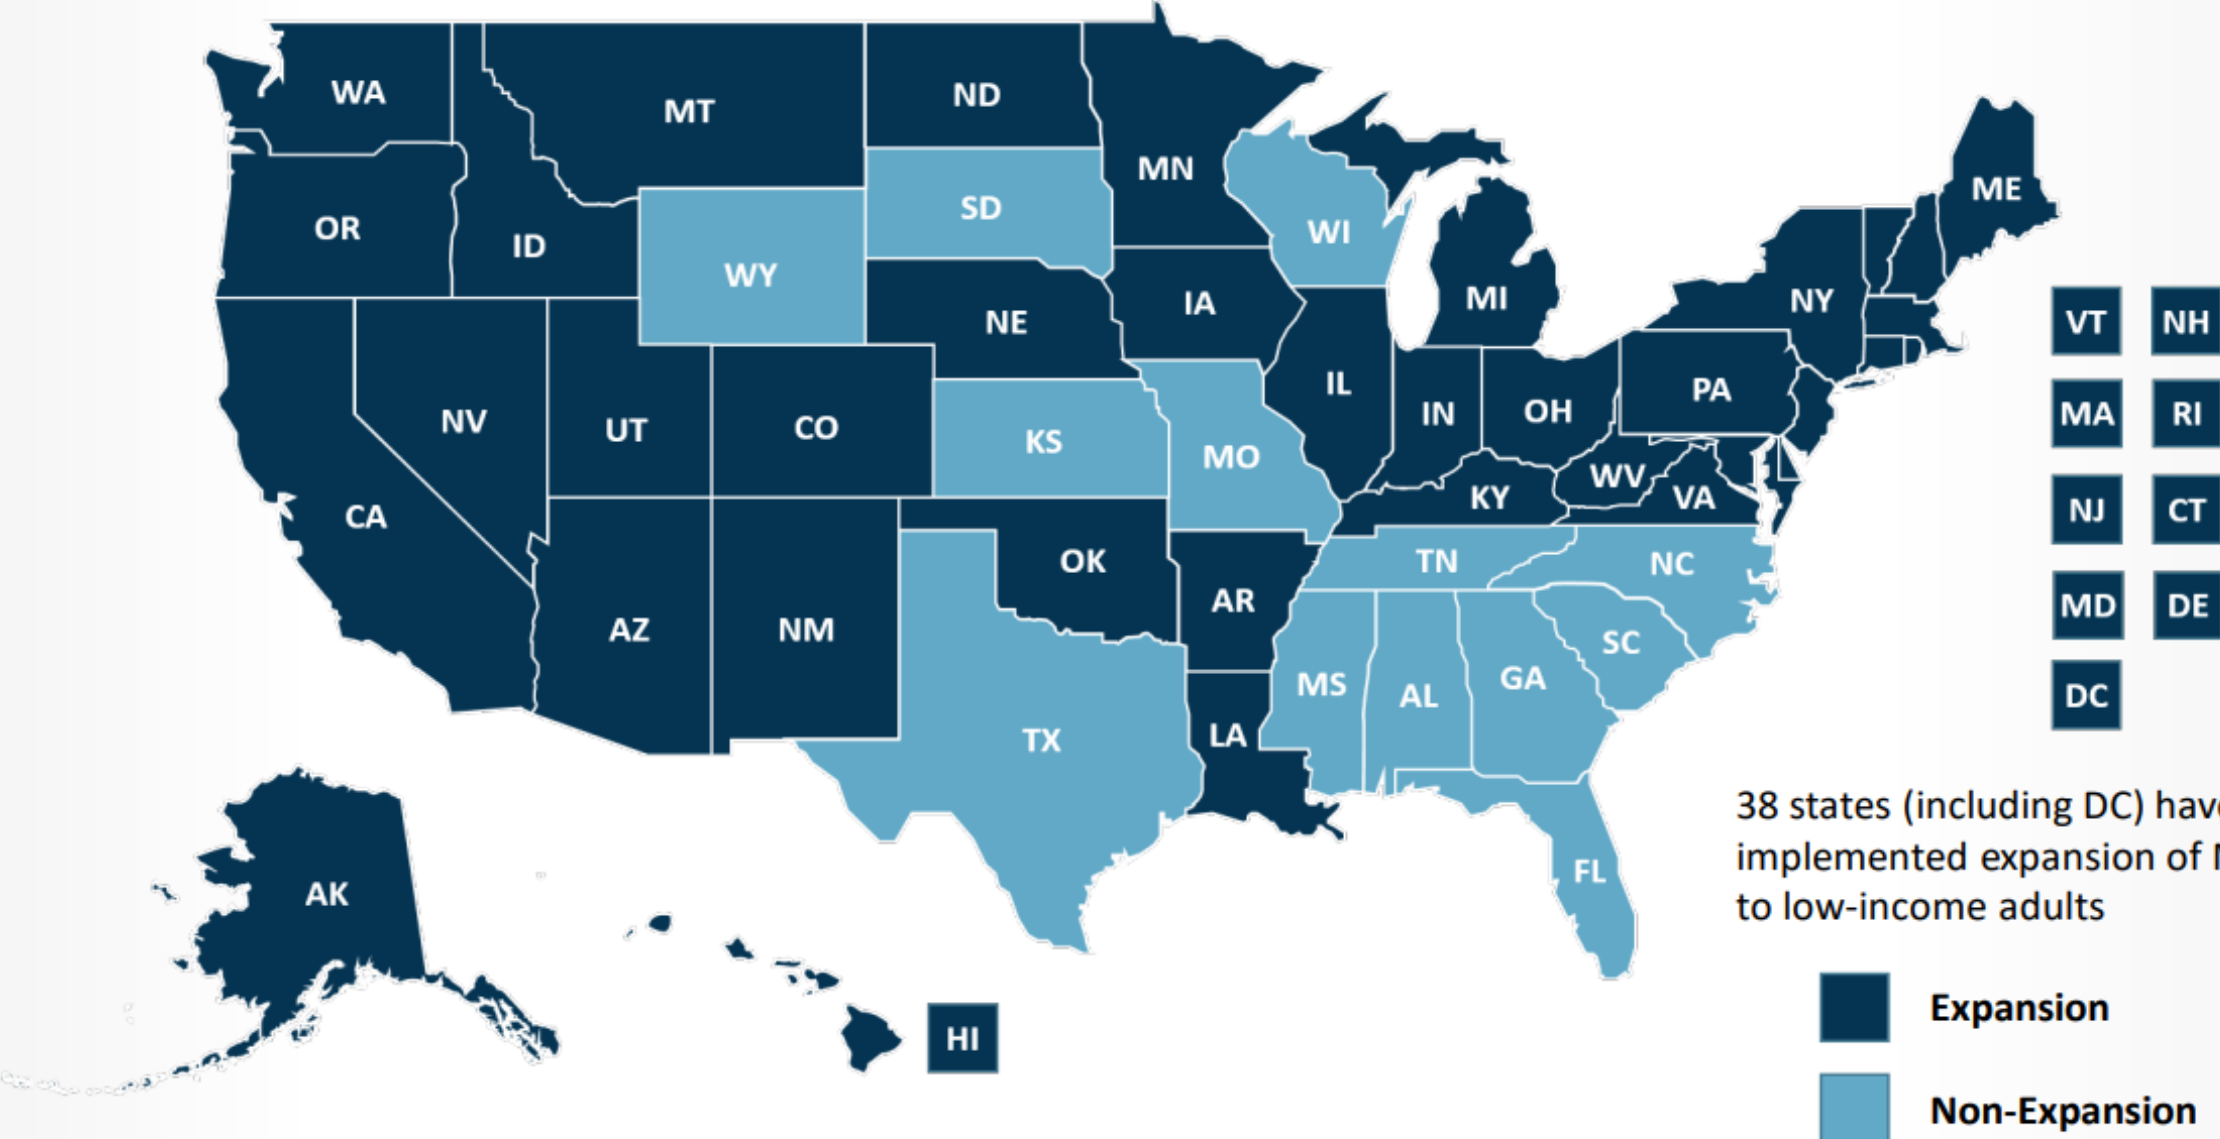 WA
MT
ND
MN
ME
OR
ID
SD
WI
WY
MI
NY
NE
IA
VT NH
NV
UT
CO
KS
MO
IL
IN
OH
PA
MA RI
CA
WV
VA
KY
NJ CT
AZ
NM
OK
AR
TN
NC
MD DE
SC
TX
LA
MS
AL
GA
DC
FL
38 states (including DC) have
implemented expansion of
to low-income adults
AK
HI
Expansion
Non-Expansion